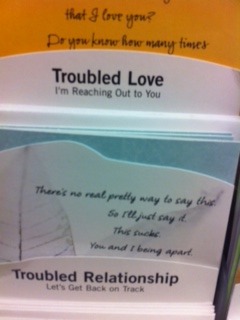 that I love you?
Do you know how many times
Troubled Love
I'm Reaching Out to You
There's no real pretty way to say this.
So I'll just say it.
This sucks.
You and I being apart.
Troubled Relationship
Let's Get Back on Track